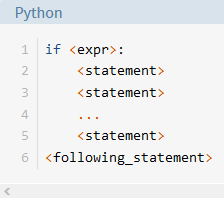 Python
1 if <expr>:
2     <statement>
3     <statement>
4     ...
5     <statement>
6 <following_statement>